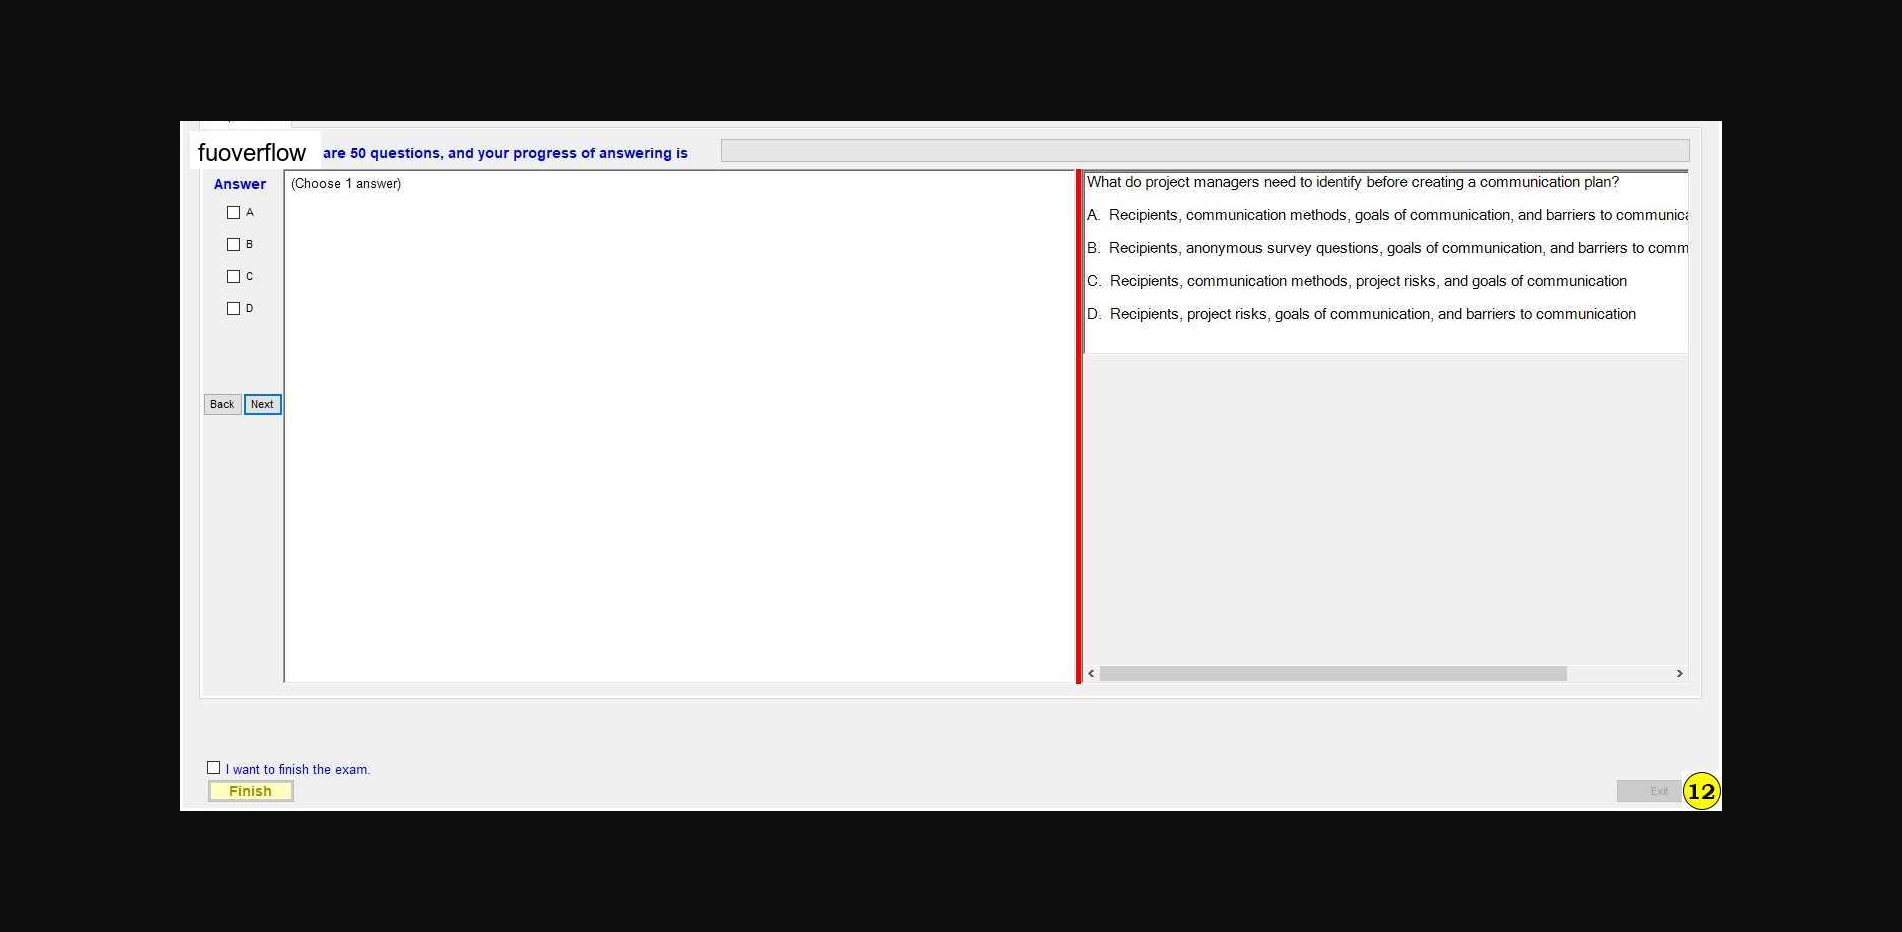 fuoverflow are 50 questions, and your progress of answering is
Answer
(Choose 1 answer)
A
B
C
D
Back Next
What do project managers need to identify before creating a communication plan?
A. Recipients, communication methods, goals of communication, and barriers to communica
B. Recipients, anonymous survey questions, goals of communication, and barriers to comm
C. Recipients, communication methods, project risks, and goals of communication
D. Recipients, project risks, goals of communication, and barriers to communication
I want to finish the exam.
Finish
Exit
12